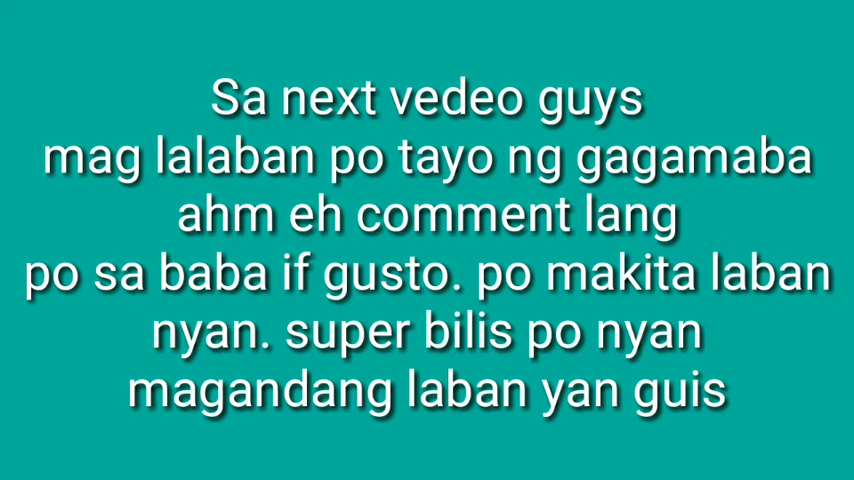 Sa next vedeo guys
mag lalaban po tayo ng gagamaba
ahm eh comment lang
po sa baba if gusto. po makita laban
nyan. super bilis po nyan
magandang laban yan guis